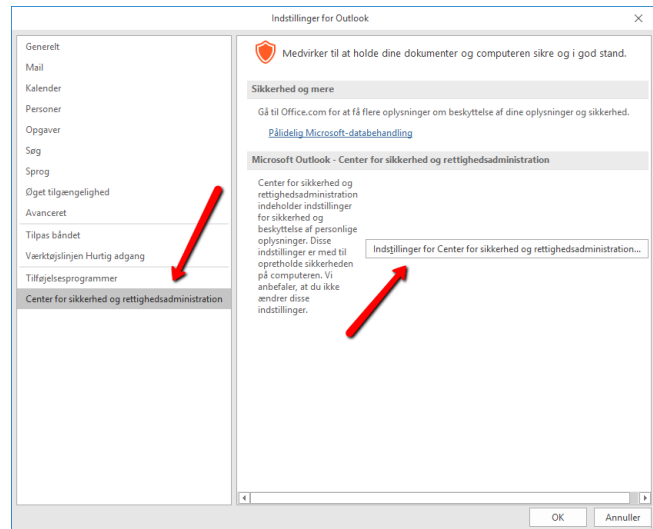 Indstillinger for Outlook
Generelt
Mail
Kalender
Personer
Opgaver
Søg
Sprog
Øget tilgængelighed
Avanceret
Tilpas båndet
Værktøjslinjen Hurtig adgang
Tilføjelsesprogrammer
Center for sikkerhed og rettighedsadministration
Medvirker til at holde dine dokumenter og computeren sikre og i god stand.
Sikkerhed og mere
Gå til Office.com for at få flere oplysninger om beskyttelse af dine oplysninger og sikkerhed.
Pålidelig Microsoft-databehandling
Microsoft Outlook - Center for sikkerhed og rettighedsadministration
Center for sikkerhed og
rettighedsadministration
indeholder indstillinger
for sikkerhed og
beskyttelse af personlige
oplysninger. Disse
indstillinger er med til
opretholde sikkerheden
på computeren. Vi
anbefaler, at du ikke
ændrer disse
indstillinger.
Indstillinger for Center for sikkerhed og rettighedsadministration...
OK
Annuller